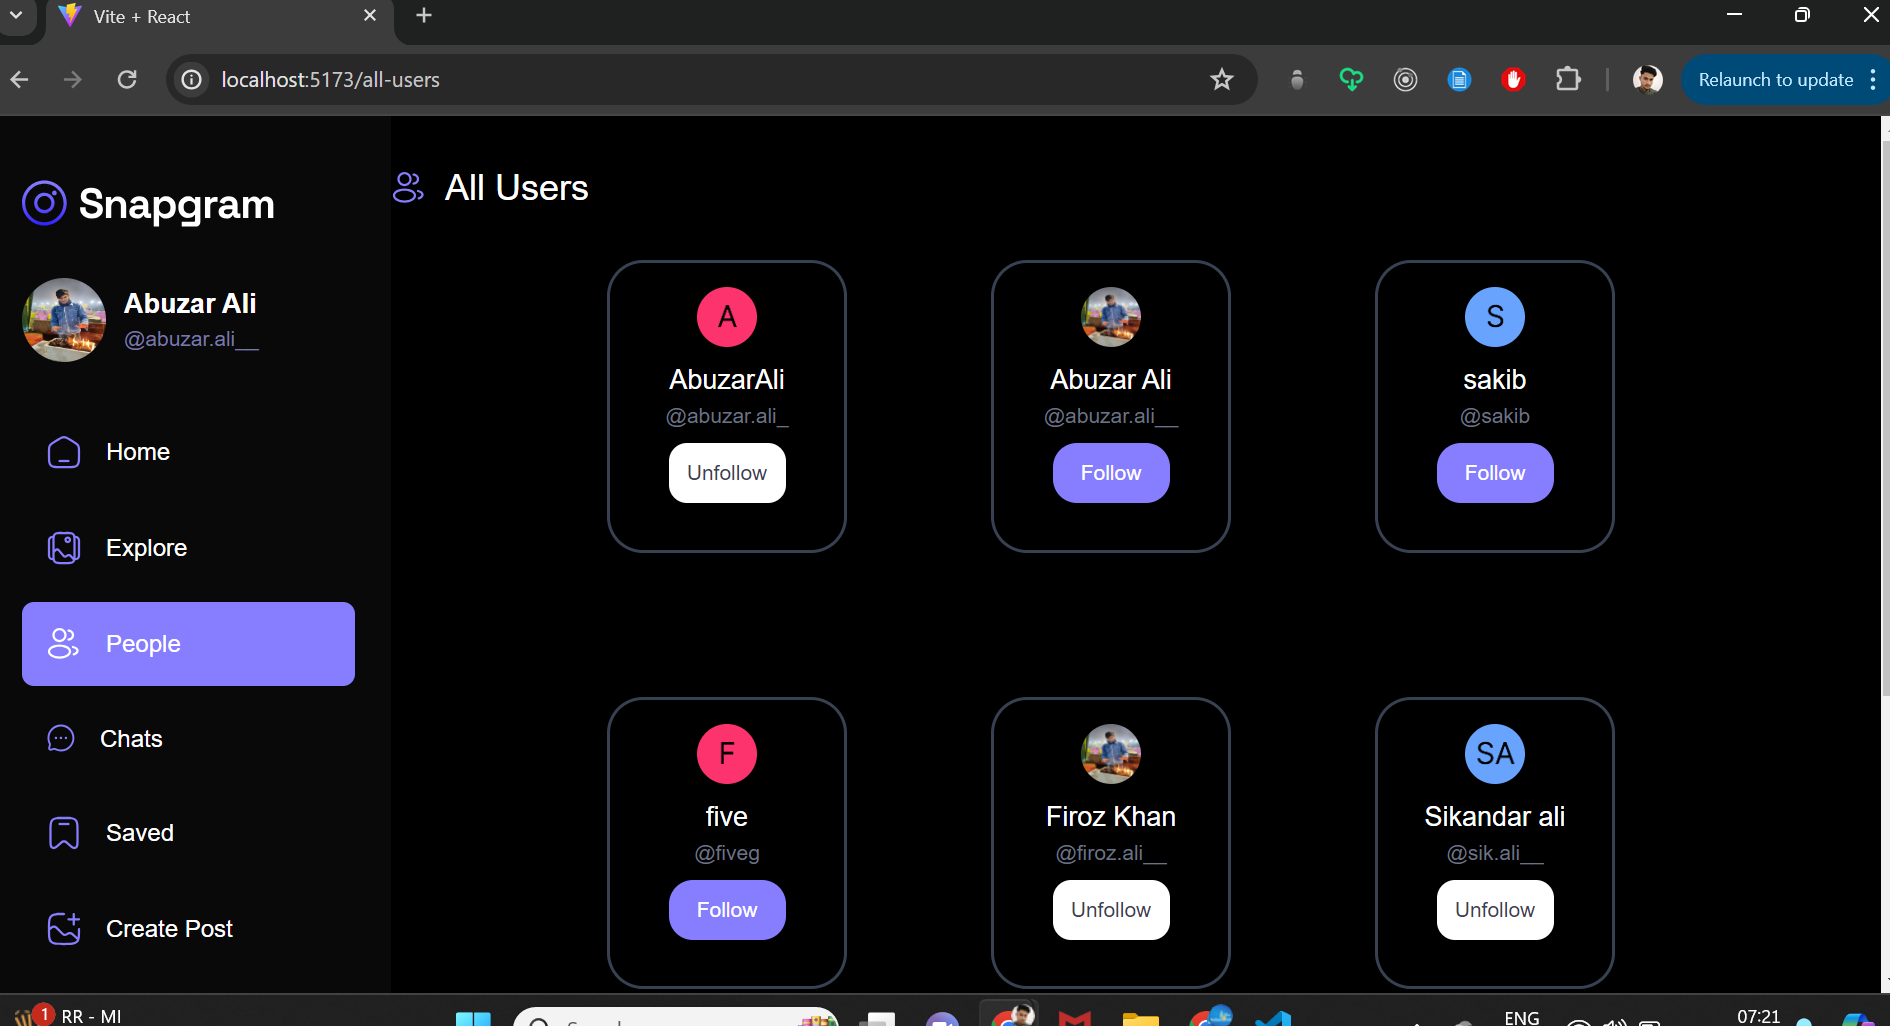 Vite + React
localhost:5173/all-users
Relaunch to update
Snapgram
Abuzar Ali
@abuzar.ali__
Home
Explore
People
Chats
Saved
Create Post
All Users
A
AbuzarAli
@abuzar.ali_
Unfollow
Abuzar Ali
@abuzar.ali__
Follow
S
sakib
@sakib
Follow
F
five
@fiveg
Follow
Firoz Khan
@firoz.ali__
Unfollow
SA
Sikandar ali
@sik.ali__
Unfollow
1
RR - MI
ENG
07:21